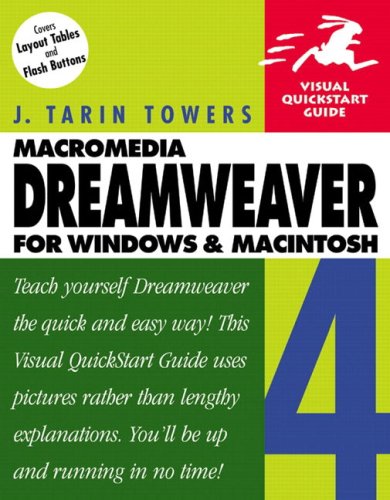 Covers
Layout Tables
and
Flash Buttons
VISUAL
QUICKSTART
GUIDE
J. TARIN TOWERS
MACROMEDIA
DREAMWEAVER
FOR WINDOWS & MACINTOSH
4
Teach yourself Dreamweaver
the quick and easy way! This
Visual QuickStart Guide uses
pictures rather than lengthy
explanations. You'll be up
and running in no time!